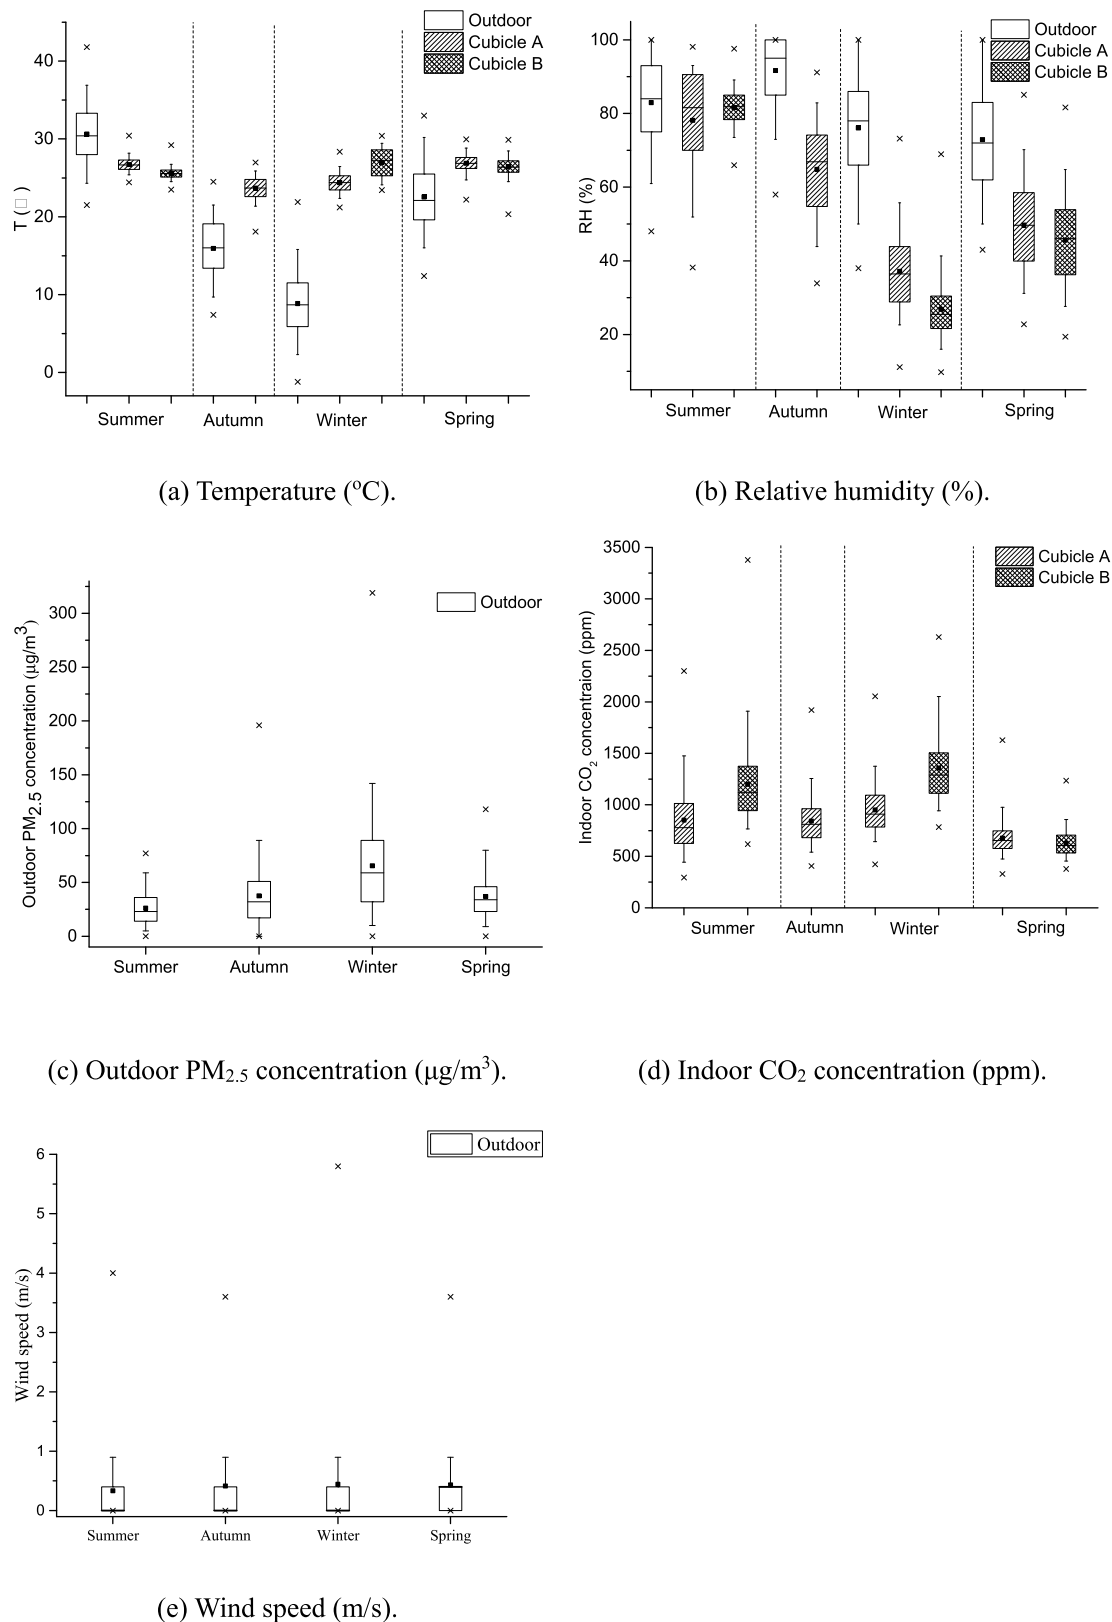 Outdoor
Cubicle A
Cubicle B
40
30
20
10
0
T (□)
Summer Autumn Winter Spring
(a) Temperature (ºC).
Outdoor
Cubicle A
Cubicle B
100
80
60
40
20
RH (%)
Summer Autumn Winter Spring
(b) Relative humidity (%).
Outdoor
300
250
200
150
100
50
0
Outdoor PM2.5 concentration (μg/m³)
Summer Autumn Winter Spring
(c) Outdoor PM2.5 concentration (μg/m³).
Cubicle A
Cubicle B
3500
3000
2500
2000
1500
1000
500
0
Indoor CO2 concentraion (ppm)
Summer Autumn Winter Spring
(d) Indoor CO2 concentration (ppm).
Outdoor
6
5
4
3
2
1
0
Wind speed (m/s)
Summer Autumn Winter Spring
(e) Wind speed (m/s).